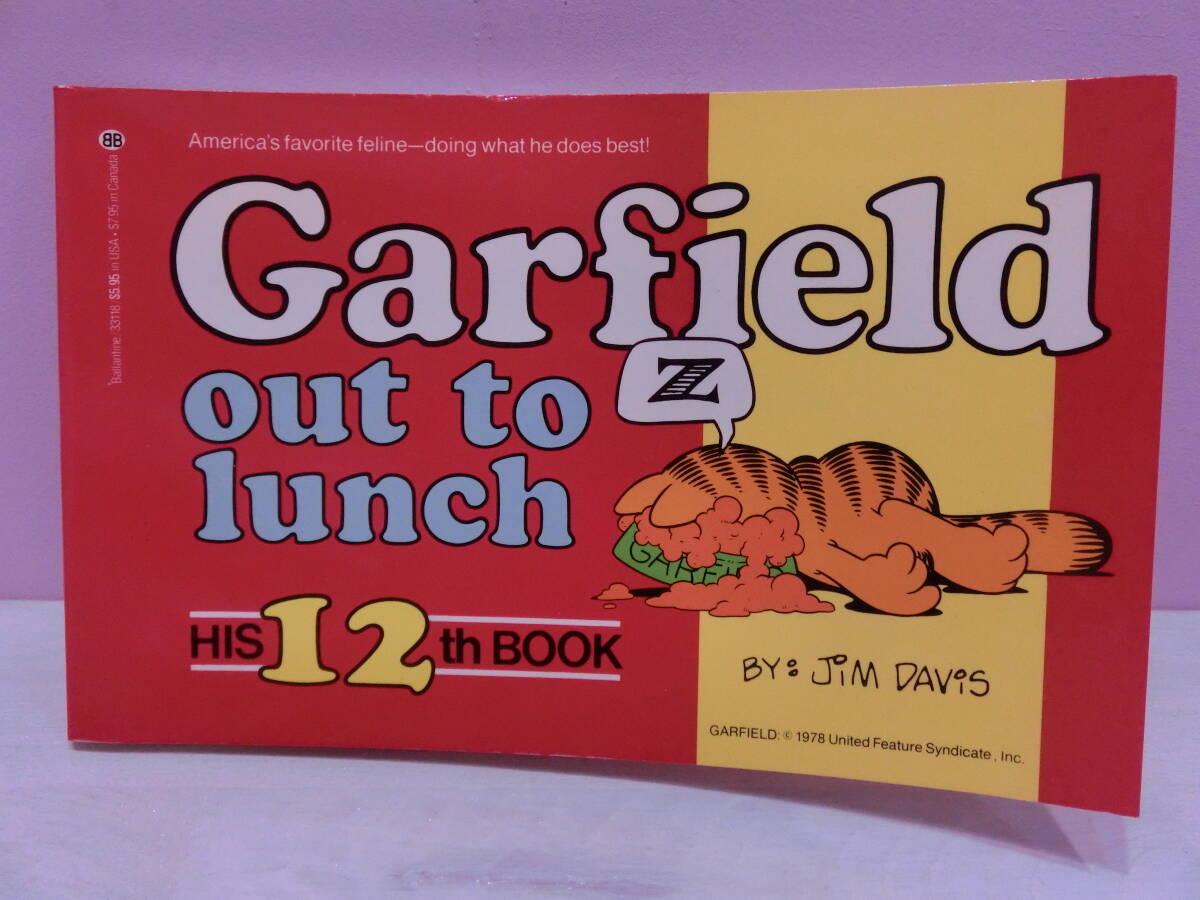 America's favorite feline—doing what he does best!
BB
Ballantine/33118/$5.95 in USA • $7.95 in Canada
Garfield
out to
lunch
Z
GARF
HIS 12th BOOK
BY: JiM DAViS
GARFIELD: © 1978 United Feature Syndicate, Inc.